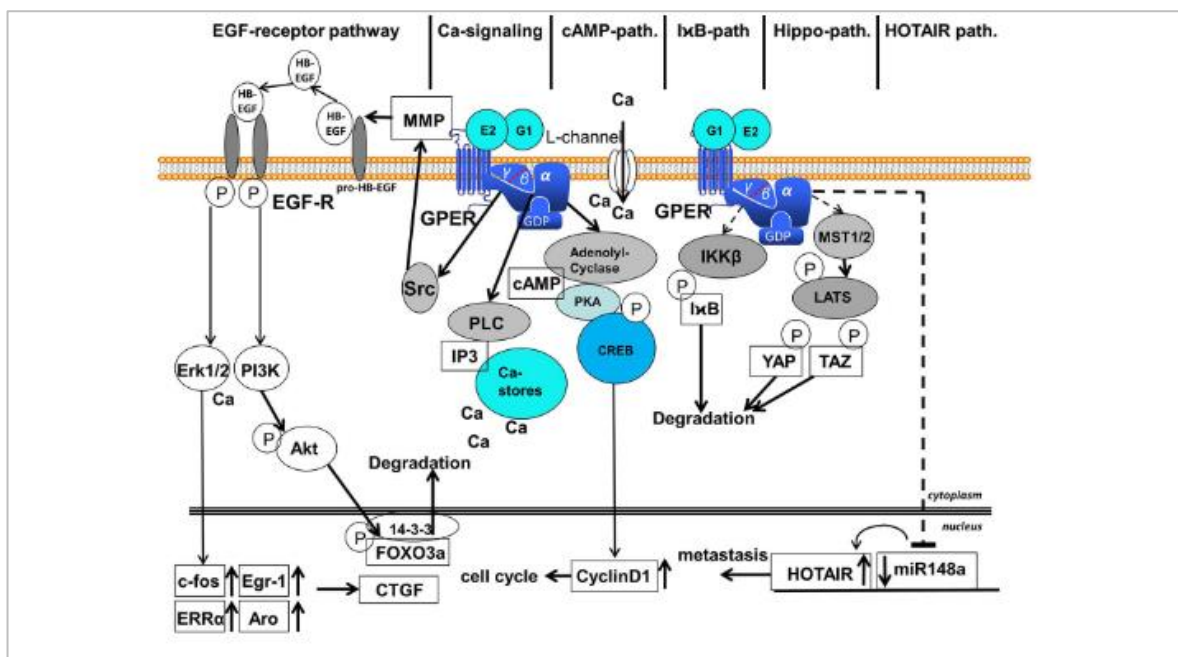 EGF-receptor pathway
Ca-signaling
cAMP-path.
IϰB-path
Hippo-path.
HOTAIR path.
HB-
EGF
HB-
EGF
HB-
EGF
MMP
E2
G1
L-channel
Ca
G1
E2
pro-HB-EGF
γ
β
α
GDP
γ
β
α
GDP
P
P
EGF-R
GPER
Ca
Ca
GPER
Src
Adenolyl-
Cyclase
cAMP
PKA
P
CREB
PLC
IP3
Ca-
stores
Ca
Ca
Ca
IKKβ
P
IϰB
MST1/2
P
LATS
P
P
YAP
TAZ
Degradation
Erk1/2
PI3K
Ca
P
Akt
Degradation
cytoplasm
nucleus
14-3-3
P
FOXO3a
c-fos
Egr-1
ERRα
Aro
CTGF
cell cycle
CyclinD1
metastasis
HOTAIR
miR148a